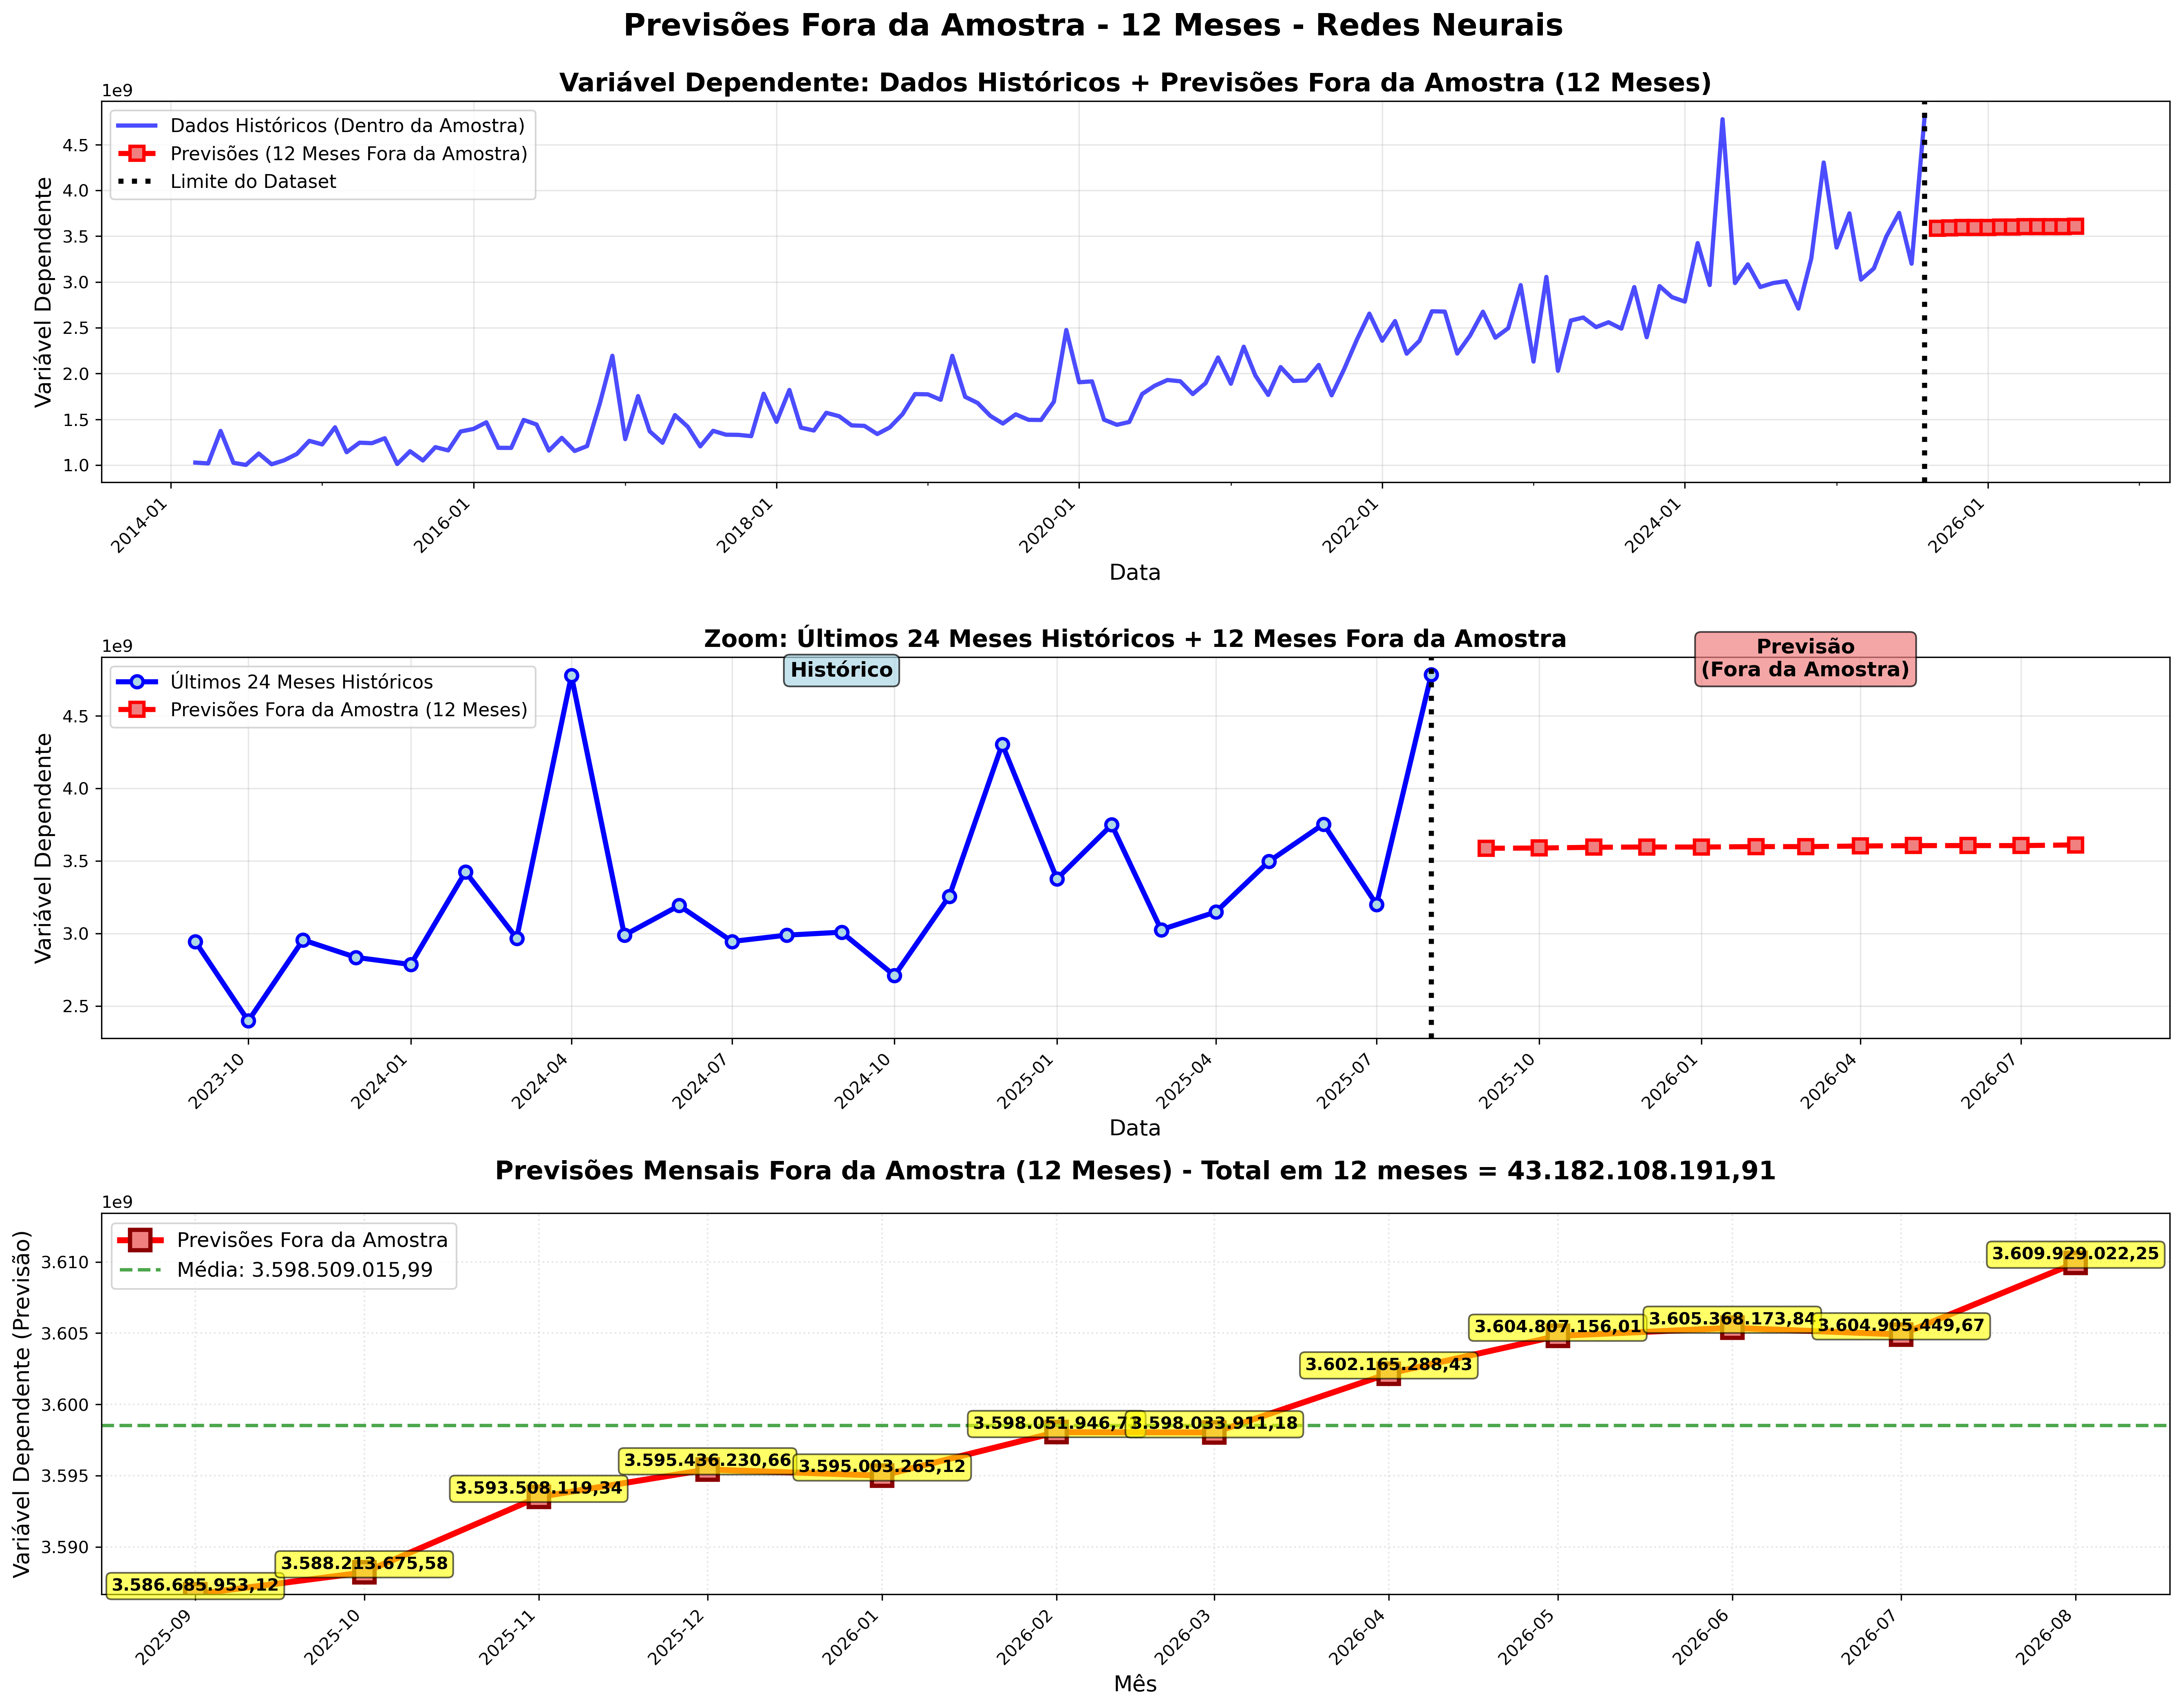 Previsões Fora da Amostra - 12 Meses - Redes Neurais
Variável Dependente: Dados Históricos + Previsões Fora da Amostra (12 Meses)
1e9
Dados Históricos (Dentro da Amostra)
Previsões (12 Meses Fora da Amostra)
Limite do Dataset
Variável Dependente
4.5
4.0
3.5
3.0
2.5
2.0
1.5
1.0
2014-01
2016-01
2018-01
2020-01
2022-01
2024-01
2026-01
Data
Zoom: Últimos 24 Meses Históricos + 12 Meses Fora da Amostra
1e9
Histórico
Previsão
(Fora da Amostra)
Últimos 24 Meses Históricos
Previsões Fora da Amostra (12 Meses)
Variável Dependente
4.5
4.0
3.5
3.0
2.5
2023-10
2024-01
2024-04
2024-07
2024-10
2025-01
2025-04
2025-07
2025-10
2026-01
2026-04
2026-07
Data
Previsões Mensais Fora da Amostra (12 Meses) - Total em 12 meses = 43.182.108.191,91
1e9
Previsões Fora da Amostra
Média: 3.598.509.015,99
Variável Dependente (Previsão)
3.610
3.605
3.600
3.595
3.590
3.586.685.953,12
3.588.213.675,58
3.593.508.119,34
3.595.436.230,66
3.595.003.265,12
3.598.033.911,18
3.602.165.288,43
3.604.807.156,01
3.605.368.173,84
3.604.905.449,67
3.609.929.022,25
2025-09
2025-10
2025-11
2025-12
2026-01
2026-02
2026-03
2026-04
2026-05
2026-06
2026-07
2026-08
Mês